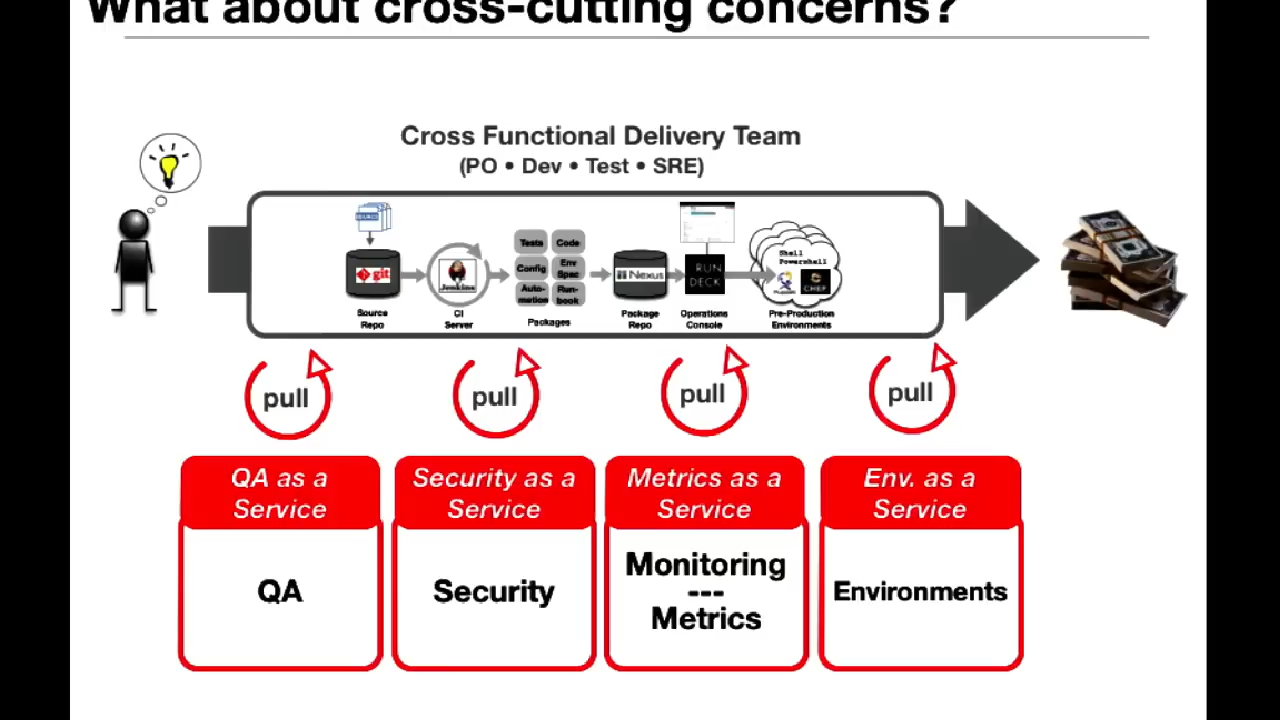 What about cross-cutting concerns?
Cross Functional Delivery Team
(PO • Dev • Test • SRE)
git
Jenkins
Tests
Code
Config
Env
Spec
Auto-
mation
Run-
book
Nexus
RUN
DECK
Shell
Powershell
CHEF
Source
Repo
CI
Server
Packages
Package
Repo
Operations
Console
Pre-Production
Environments
pull
pull
pull
pull
QA as a
Service
Security as a
Service
Metrics as a
Service
Env. as a
Service
QA
Security
Monitoring
---
Metrics
Environments